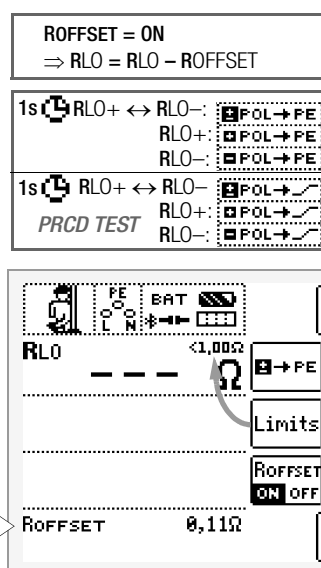 ROFFSET = ON
⇒ RLO = RLO – ROFFSET
1s RLO+ ↔ RLO–: ±POL→PE
RLO+: +POL→PE
RLO–: –POL→PE
1s RLO+ ↔ RLO– ±POL→
PRCD TEST RLO+: +POL→
RLO–: –POL→
PE
L N
BAT
RLO <1,00Ω
– – – Ω
±→PE
Limits
ROFFSET
ON OFF
ROFFSET 0,11Ω